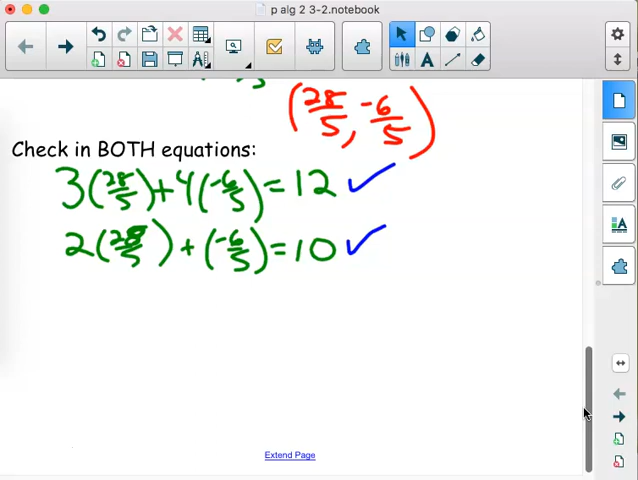 p alg 2 3-2.notebook
(28/5, -6/5)
Check in BOTH equations:
3(28/5)+4(-6/5)=12 ✓
2(28/5)+(-6/5)=10 ✓
Extend Page